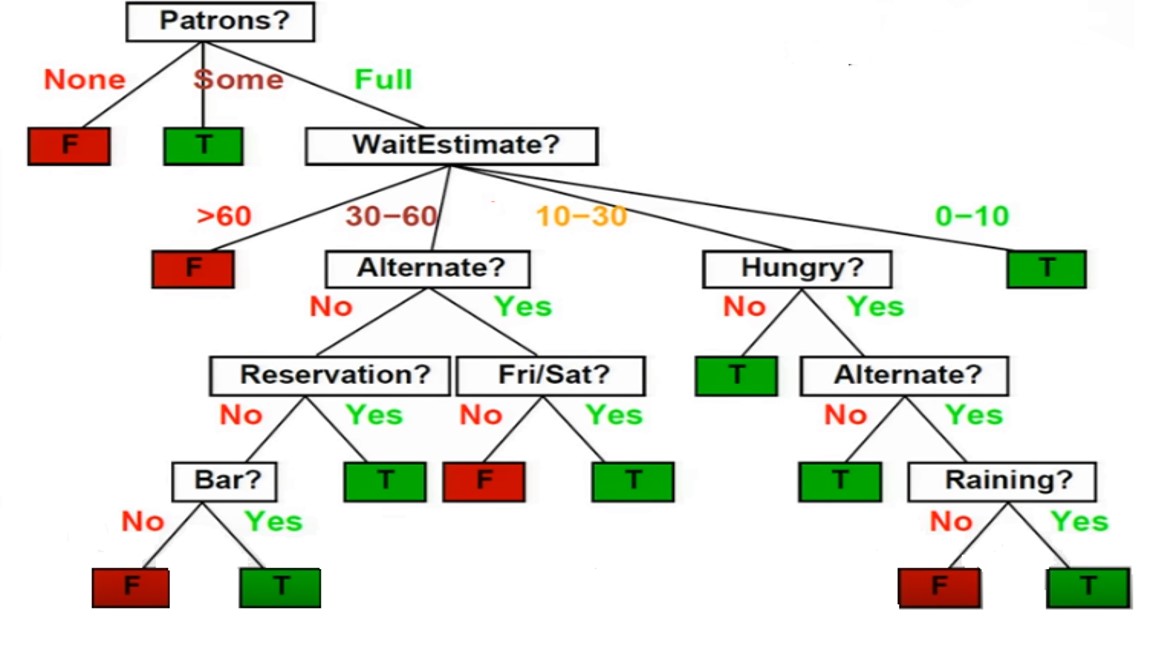 Patrons?
None Some Full
F T WaitEstimate?
>60 30−60 10−30 0−10
F Alternate? Hungry? T
No Yes No Yes
Reservation? Fri/Sat? T Alternate?
No Yes No Yes No Yes
Bar? T F T T Raining?
No Yes No Yes
F T F T